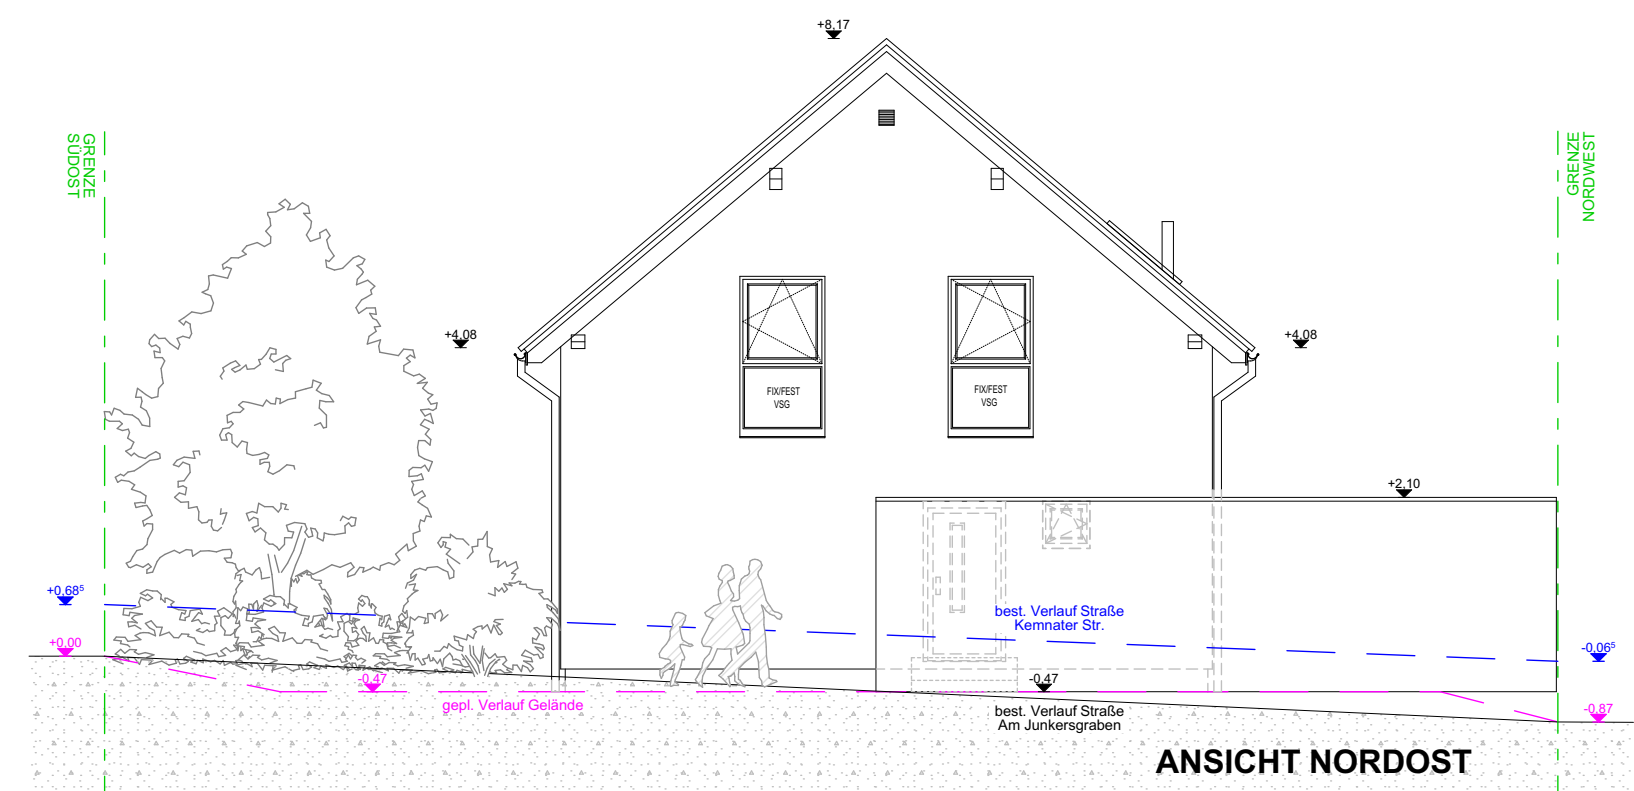 +8,17
GRENZE
SÜDOST
GRENZE
NORDWEST
+4,08
+4,08
FIX/FEST
VSG
FIX/FEST
VSG
+2,10
+0,68⁵
best. Verlauf Straße
Kemnater Str.
+0,00
-0,06⁵
-0,47
-0,47
gepl. Verlauf Gelände
best. Verlauf Straße
Am Junkersgraben
-0,87
ANSICHT NORDOST